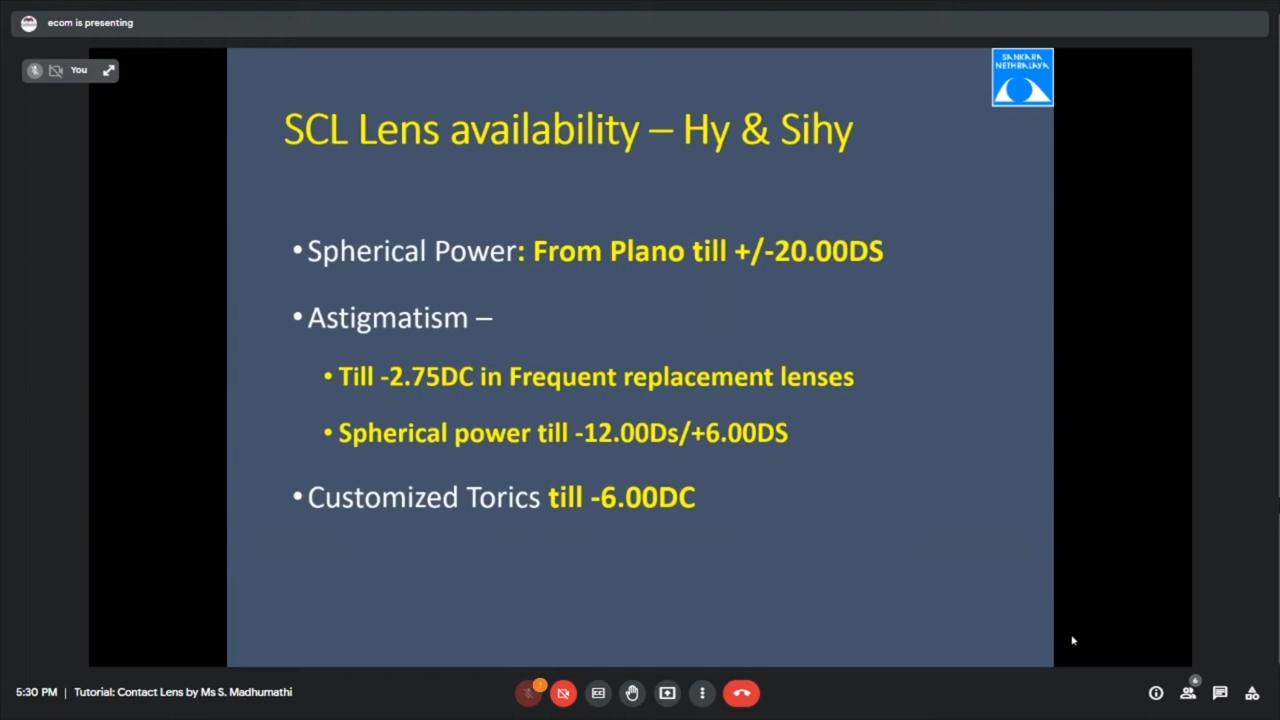 ecom is presenting
You
SANKARA
NETHRALAYA
SCL Lens availability – Hy & Sihy
•Spherical Power: From Plano till +/-20.00DS
•Astigmatism –
•Till -2.75DC in Frequent replacement lenses
•Spherical power till -12.00Ds/+6.00DS
•Customized Torics till -6.00DC
5:30 PM | Tutorial: Contact Lens by Ms S. Madhumathi
6